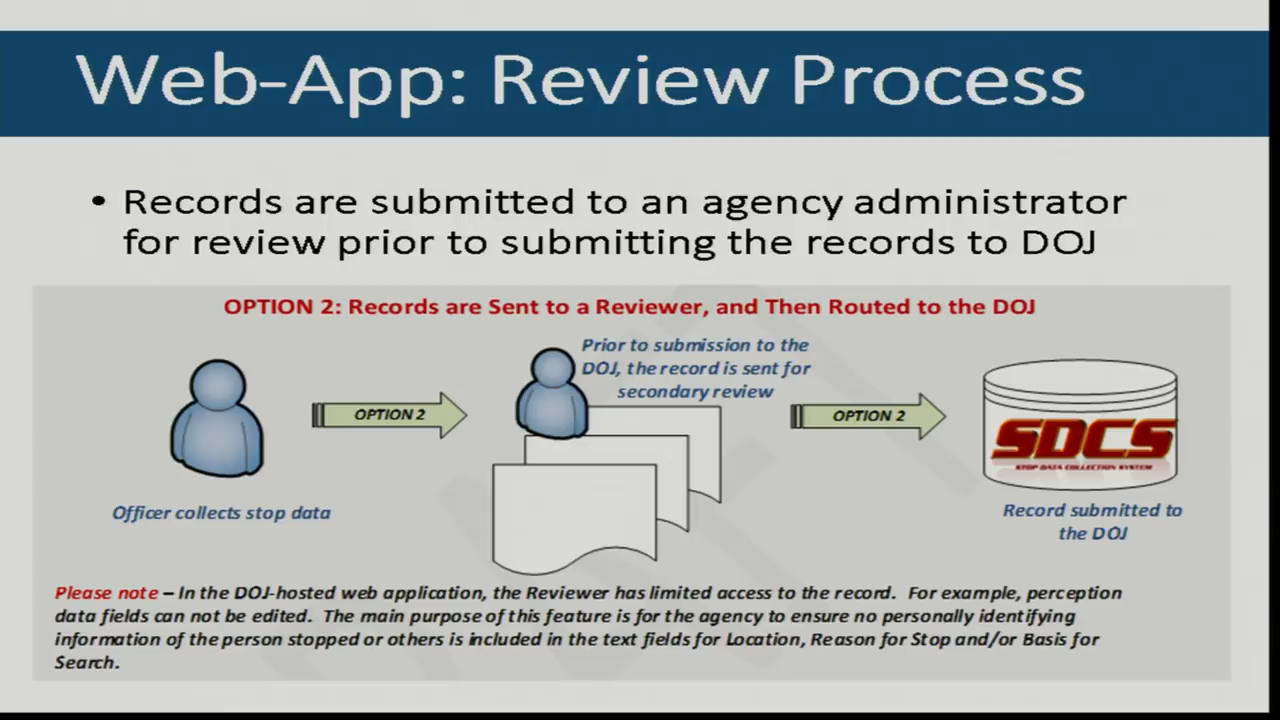 Web-App: Review Process
• Records are submitted to an agency administrator
for review prior to submitting the records to DOJ
OPTION 2: Records are Sent to a Reviewer, and Then Routed to the DOJ
Prior to submission to the
DOJ, the record is sent for
secondary review
OPTION 2
OPTION 2
SDCS
STOP DATA COLLECTION SYSTEM
Officer collects stop data
Record submitted to
the DOJ
Please note – In the DOJ-hosted web application, the Reviewer has limited access to the record. For example, perception
data fields can not be edited. The main purpose of this feature is for the agency to ensure no personally identifying
information of the person stopped or others is included in the text fields for Location, Reason for Stop and/or Basis for
Search.